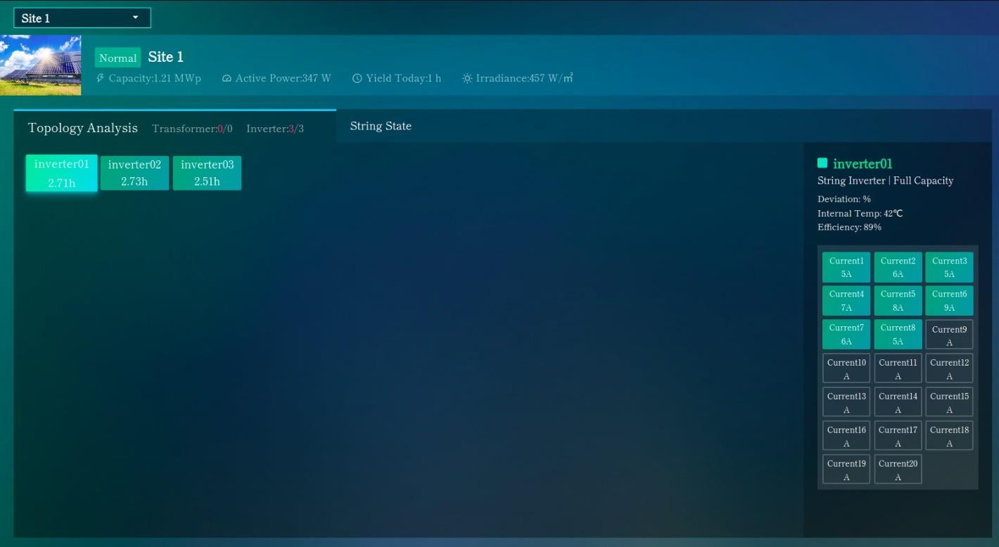 Site 1
Normal Site 1
Capacity:1.21 MWp Active Power:347 W Yield Today:1 h Irradiance:457 W/㎡
Topology Analysis Transformer:0/0 Inverter:3/3 String State
inverter01 inverter02 inverter03
2.71h 2.73h 2.51h
inverter01
String Inverter | Full Capacity
Deviation: %
Internal Temp: 42℃
Efficiency: 89%
Current1 Current2 Current3
5A 6A 5A
Current4 Current5 Current6
7A 8A 9A
Current7 Current8 Current9
6A 5A A
Current10 Current11 Current12
A A A
Current13 Current14 Current15
A A A
Current16 Current17 Current18
A A A
Current19 Current20
A A